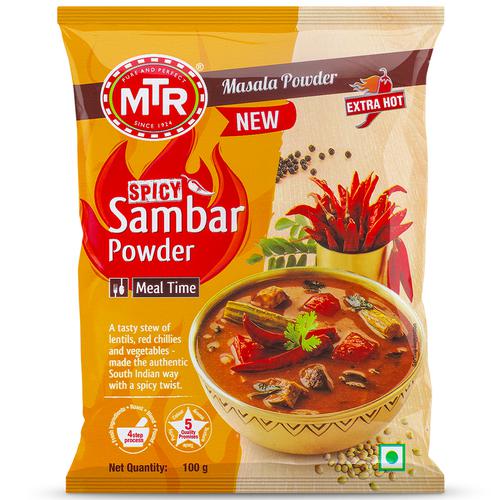 PURE AND PERFECT
MTR
SINCE 1924
®
Masala Powder
EXTRA HOT
NEW
SPICY
Sambar
Powder
Meal Time
A tasty stew of
lentils, red chillies
and vegetables -
made the authentic
South Indian way
with a spicy twist.
4 step
process
5
Quality
Promises
Net Quantity: 100 g